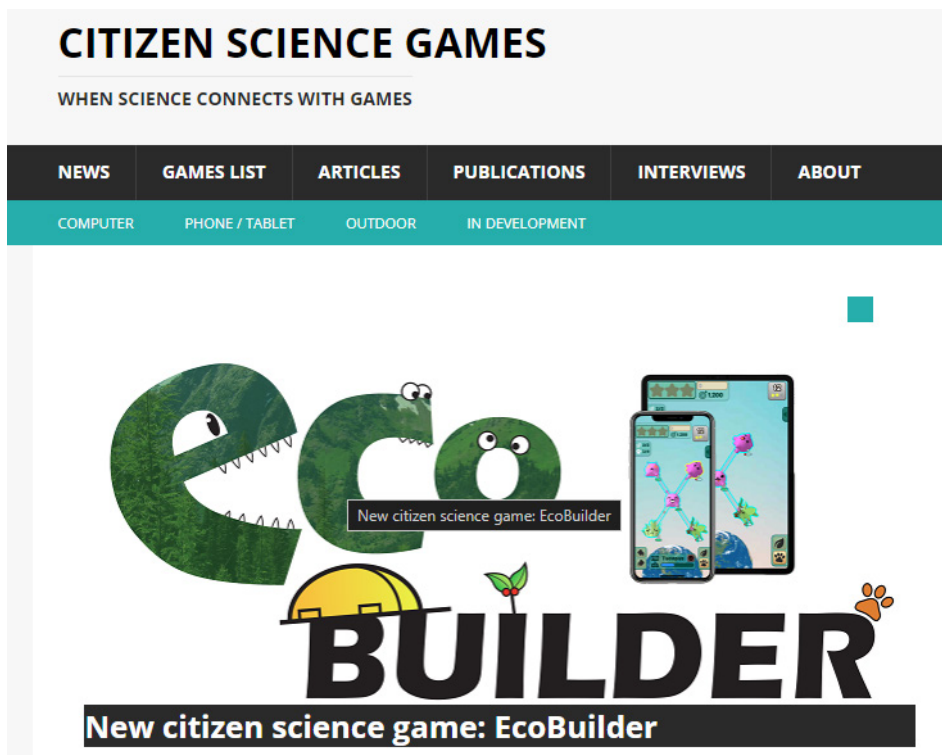 CITIZEN SCIENCE GAMES
WHEN SCIENCE CONNECTS WITH GAMES
NEWS GAMES LIST ARTICLES PUBLICATIONS INTERVIEWS ABOUT
COMPUTER PHONE / TABLET OUTDOOR IN DEVELOPMENT
eco
New citizen science game: EcoBuilder
BUILDER
New citizen science game: EcoBuilder